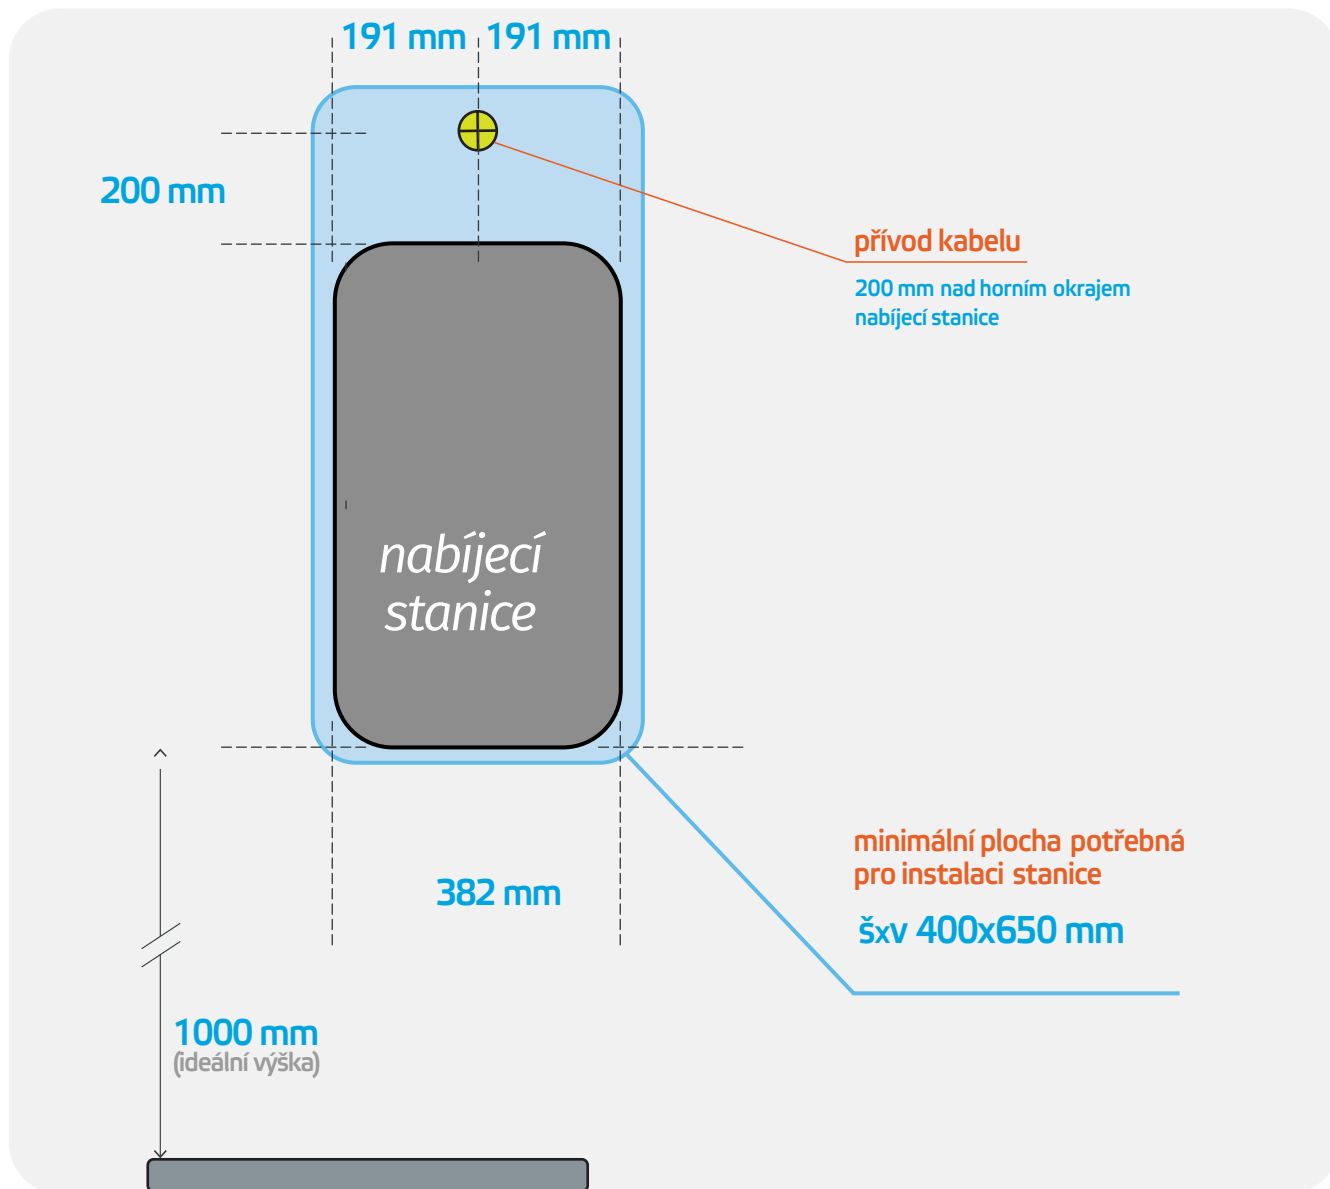 191 mm 191 mm
200 mm
přívod kabelu
200 mm nad horním okrajem
nabíjecí stanice
nabíjecí
stanice
382 mm
minimální plocha potřebná
pro instalaci stanice
šxv 400x650 mm
1000 mm
(ideální výška)